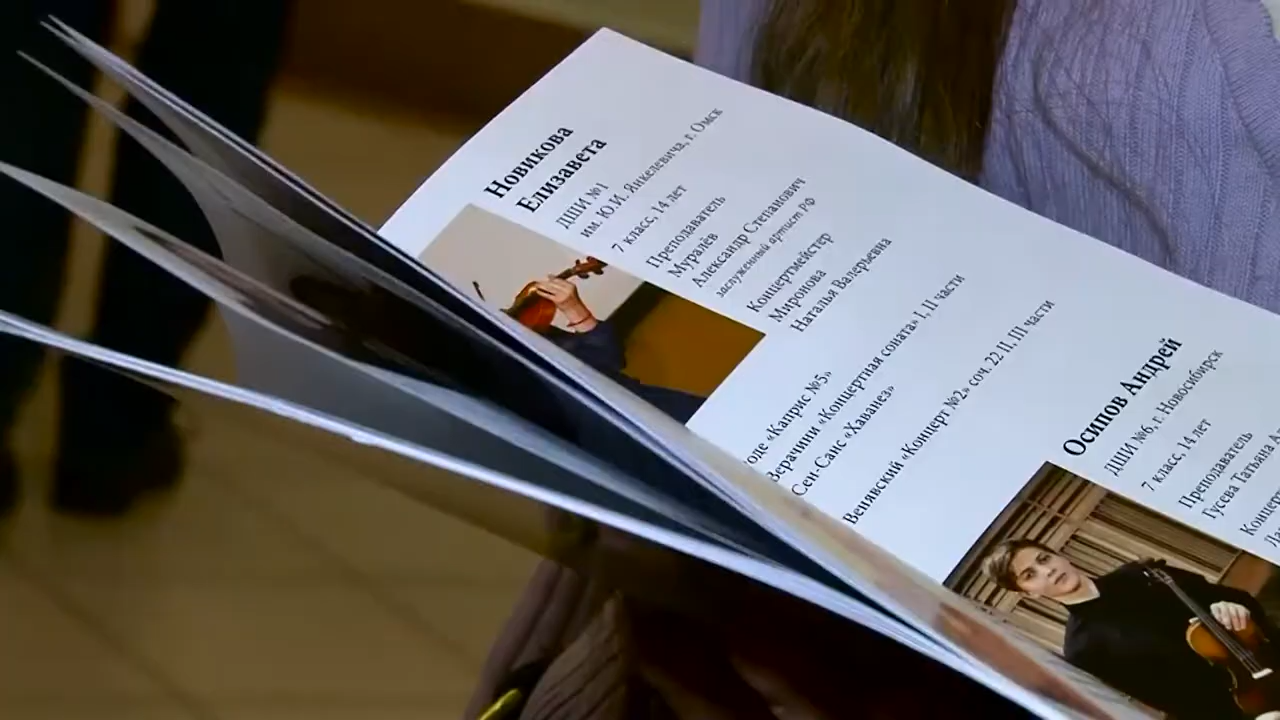 Новикова
Елизавета
ДШИ №1
им. Ю.И. Янкелевича, г. Омск
7 класс, 14 лет
Преподаватель
Муралёв
Александр Степанович
заслуженный артист РФ
Концертмейстер
Миронова
Наталья Валерьевна
«Каприс №5»
Верачини «Концертная соната» I, II части
Сен-Санс «Хаванез»
Венявский «Концерт №2» соч. 22 II, III части
Осипов Андрей
ДШИ №6, г. Новосибирск
7 класс, 14 лет
Преподаватель
Гусева Татьяна